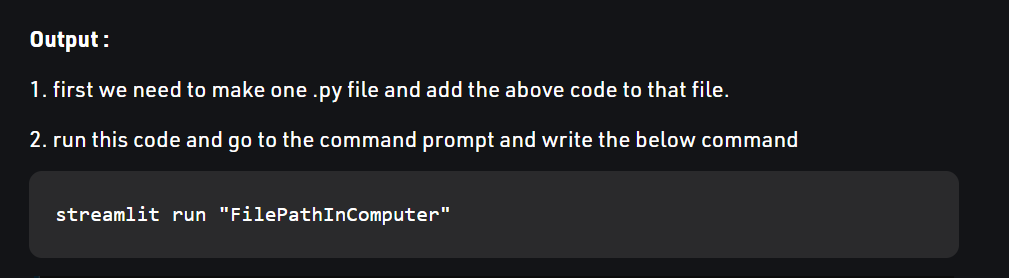 Output :
1. first we need to make one .py file and add the above code to that file.
2. run this code and go to the command prompt and write the below command
streamlit run "FilePathInComputer"